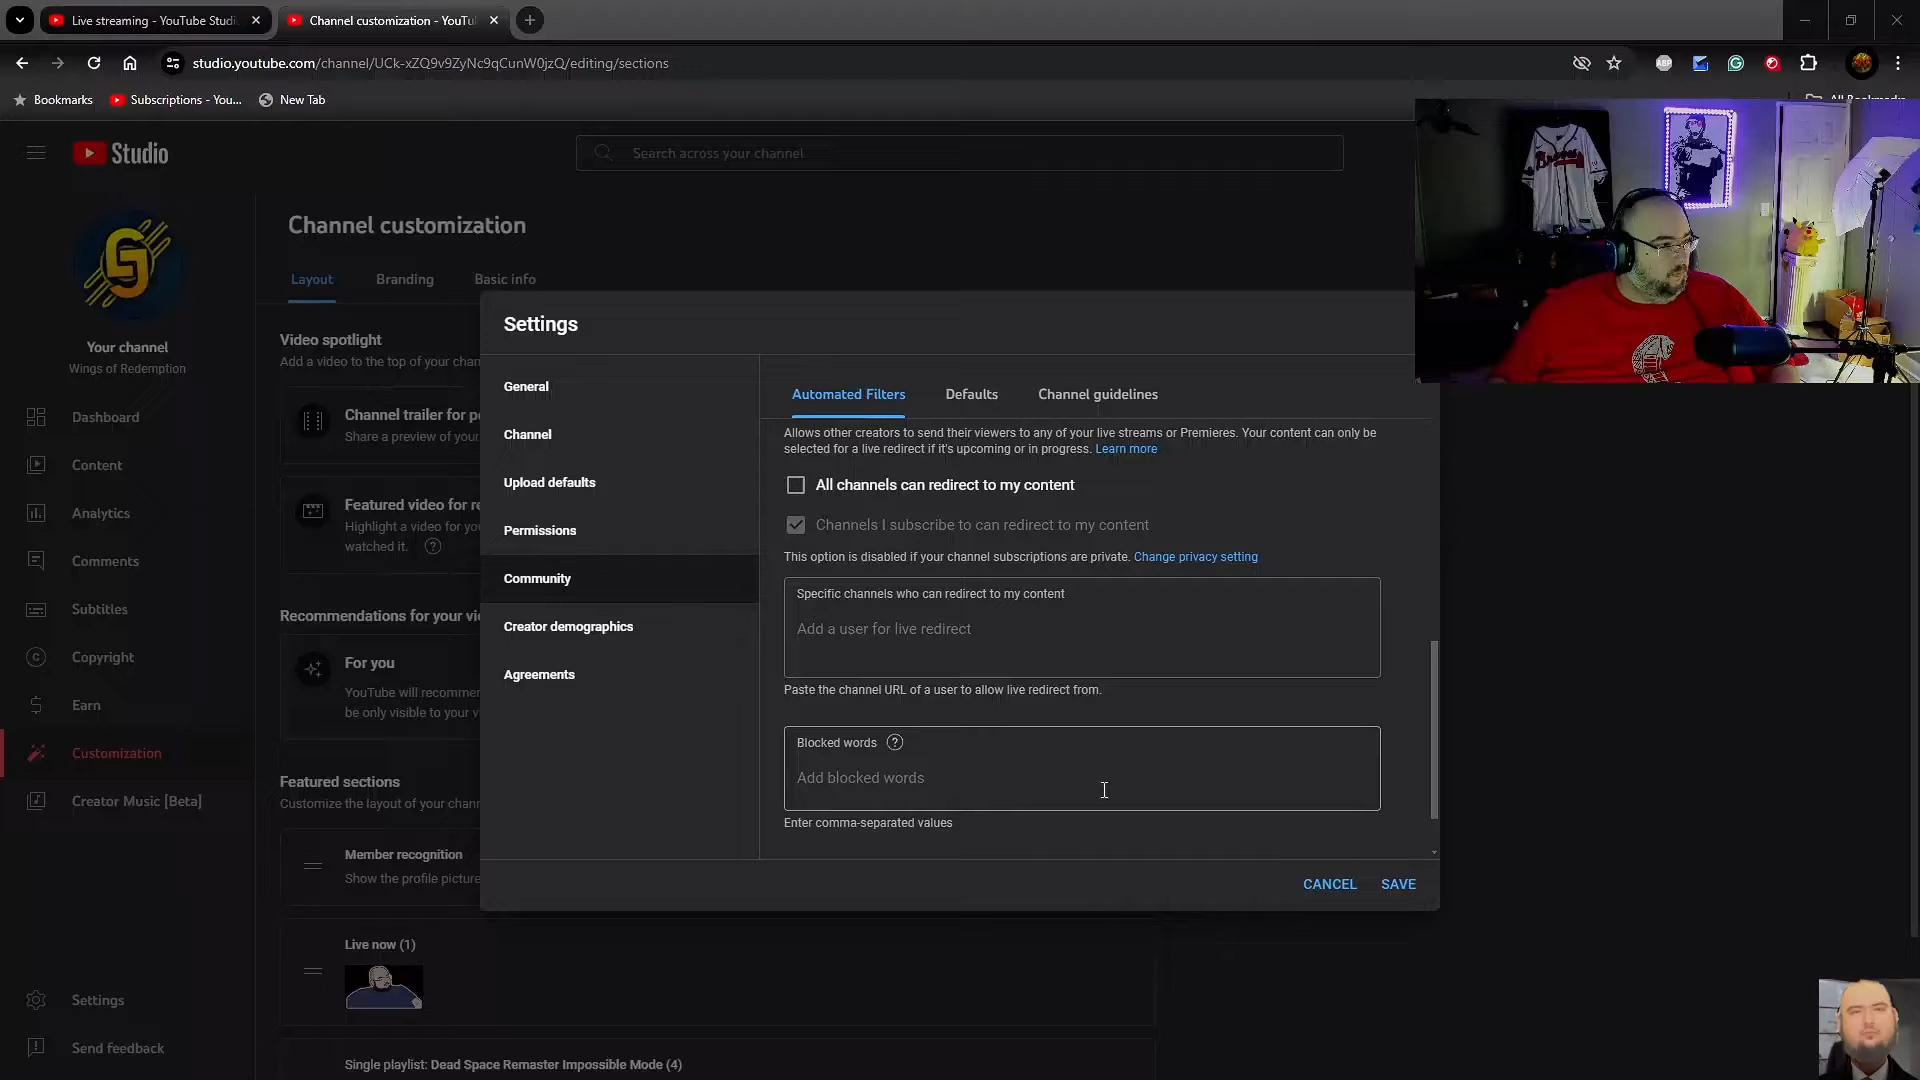 Live streaming - YouTube Studi
Channel customization - YouTu
studio.youtube.com/channel/UCk-xZQ9v9ZyNc9qCunW0jzQ/editing/sections
ABP
Bookmarks
Subscriptions - You...
New Tab
All Bookmarks
Studio
Search across your channel
Braves
Channel customization
Layout
Branding
Basic info
Your channel
Wings of Redemption
Dashboard
Content
Analytics
Comments
Subtitles
Copyright
Earn
Customization
Creator Music [Beta]
Settings
Send feedback
Video spotlight
Add a video to the top of your chan
Channel trailer for pe
Share a preview of your
Featured video for re
Highlight a video for you
watched it.
Recommendations for your vi
For you
YouTube will recommen
be only visible to your v
Featured sections
Customize the layout of your chann
Member recognition
Show the profile picture
Live now (1)
Single playlist: Dead Space Remaster Impossible Mode (4)
Settings
General
Channel
Upload defaults
Permissions
Community
Creator demographics
Agreements
Automated Filters
Defaults
Channel guidelines
Allows other creators to send their viewers to any of your live streams or Premieres. Your content can only be
selected for a live redirect if it's upcoming or in progress. Learn more
All channels can redirect to my content
Channels I subscribe to can redirect to my content
This option is disabled if your channel subscriptions are private. Change privacy setting
Specific channels who can redirect to my content
Add a user for live redirect
Paste the channel URL of a user to allow live redirect from.
Blocked words ?
Add blocked words
Enter comma-separated values
CANCEL
SAVE